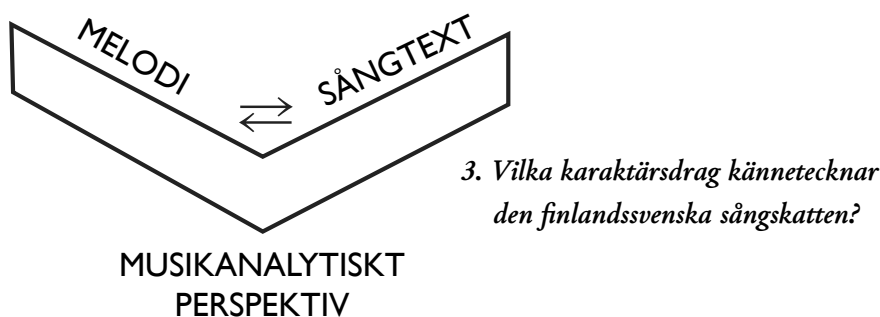 MELODI
SÅNGTEXT
3. Vilka karaktärsdrag kännetecknar
den finlandssvenska sångskatten?
MUSIKANALYTISKT
PERSPEKTIV